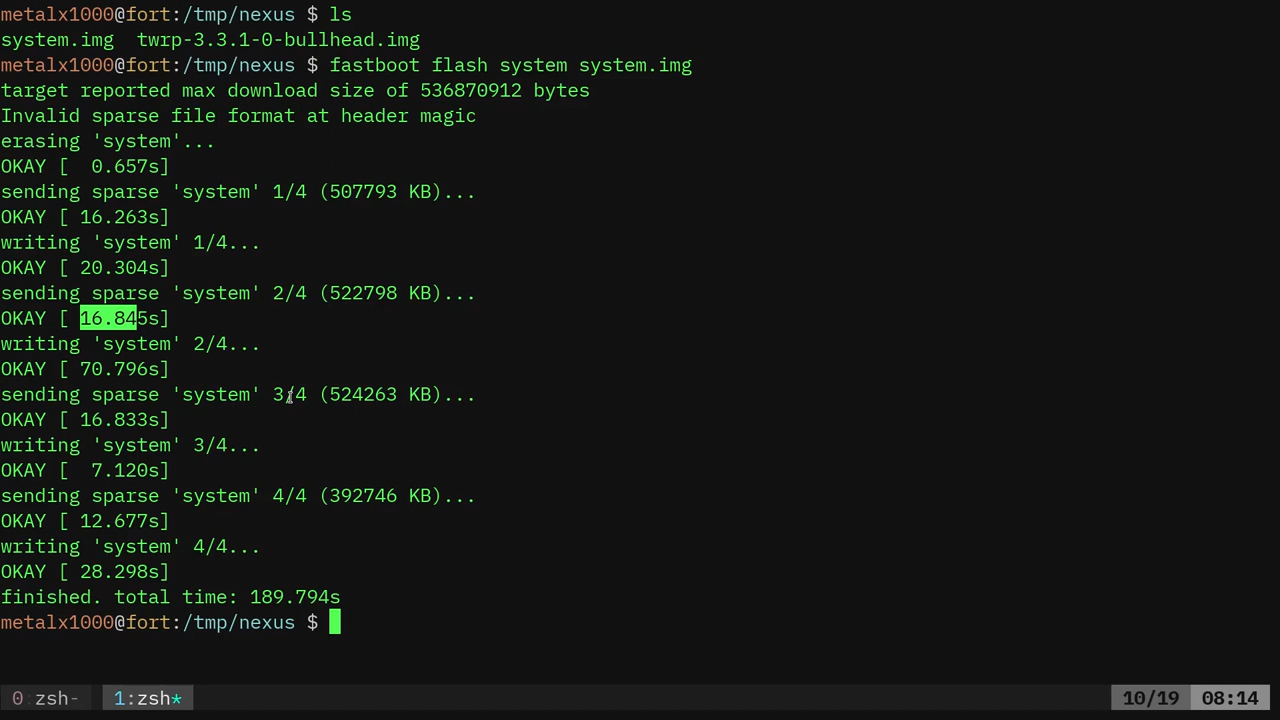 metalx1000@fort:/tmp/nexus $ ls
system.img  twrp-3.3.1-0-bullhead.img
metalx1000@fort:/tmp/nexus $ fastboot flash system system.img
target reported max download size of 536870912 bytes
Invalid sparse file format at header magic
erasing 'system'...
OKAY [  0.657s]
sending sparse 'system' 1/4 (507793 KB)...
OKAY [ 16.263s]
writing 'system' 1/4...
OKAY [ 20.304s]
sending sparse 'system' 2/4 (522798 KB)...
OKAY [ 16.845s]
writing 'system' 2/4...
OKAY [ 70.796s]
sending sparse 'system' 3/4 (524263 KB)...
OKAY [ 16.833s]
writing 'system' 3/4...
OKAY [  7.120s]
sending sparse 'system' 4/4 (392746 KB)...
OKAY [ 12.677s]
writing 'system' 4/4...
OKAY [ 28.298s]
finished. total time: 189.794s
metalx1000@fort:/tmp/nexus $
0:zsh- 1:zsh* 10/19 08:14